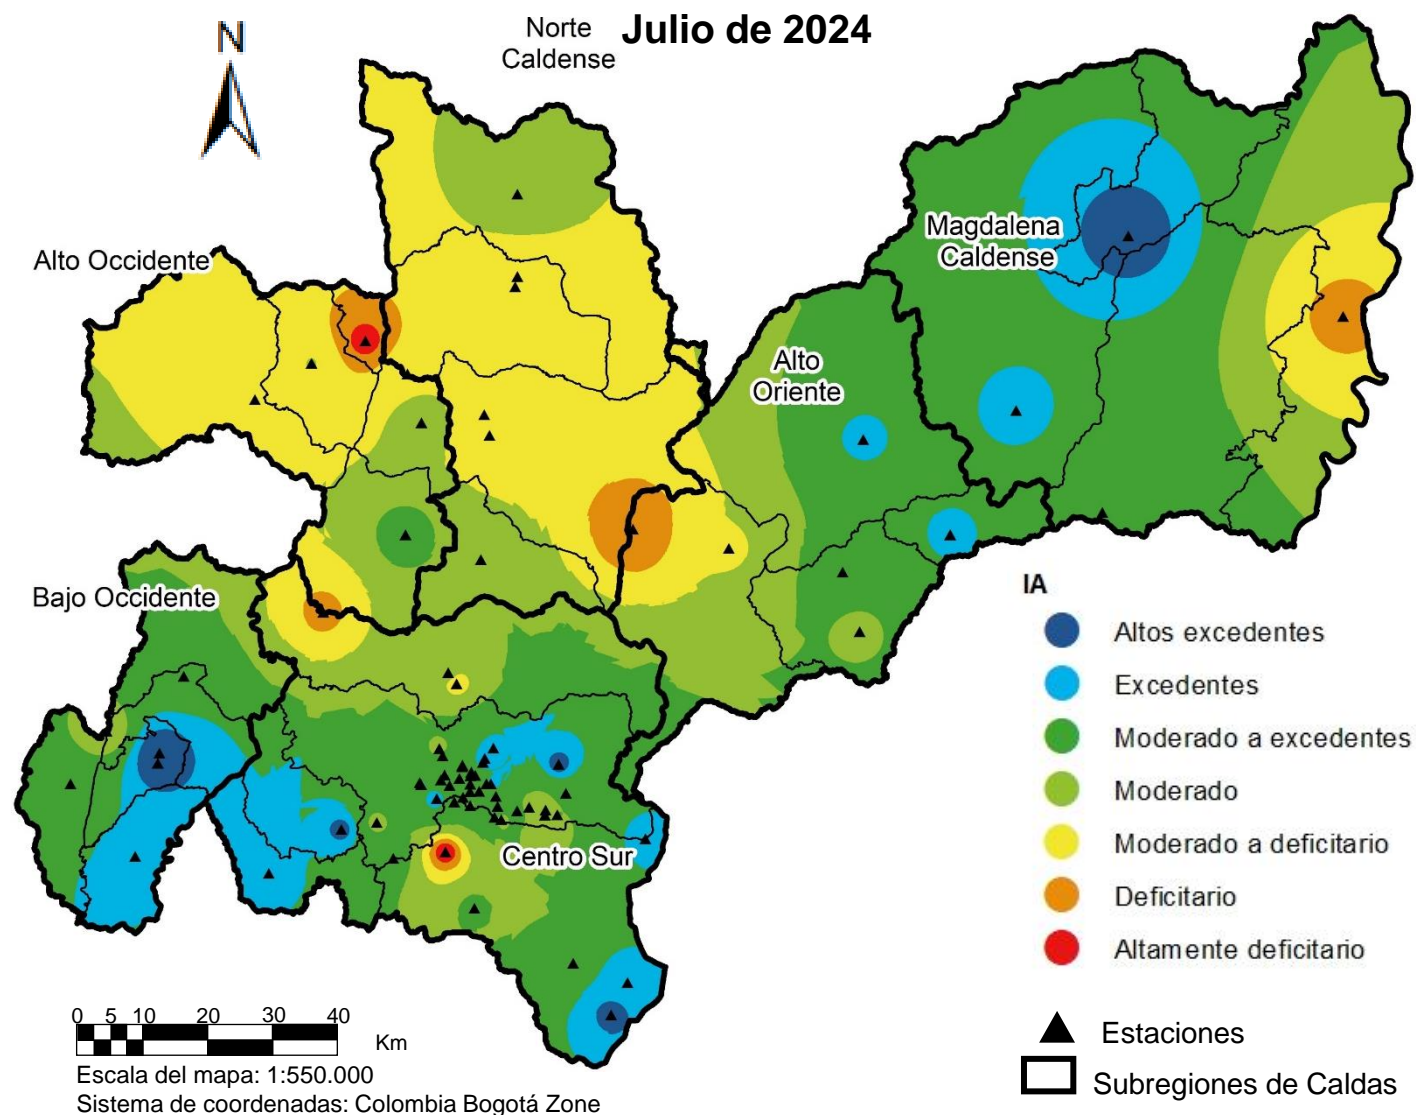 Julio de 2024
N
Norte
Caldense
Alto Occidente
Magdalena
Caldense
Alto
Oriente
Bajo Occidente
Centro Sur
IA
Altos excedentes
Excedentes
Moderado a excedentes
Moderado
Moderado a deficitario
Deficitario
Altamente deficitario
Estaciones
Subregiones de Caldas
0 5 10 20 30 40
Km
Escala del mapa: 1:550.000
Sistema de coordenadas: Colombia Bogotá Zone